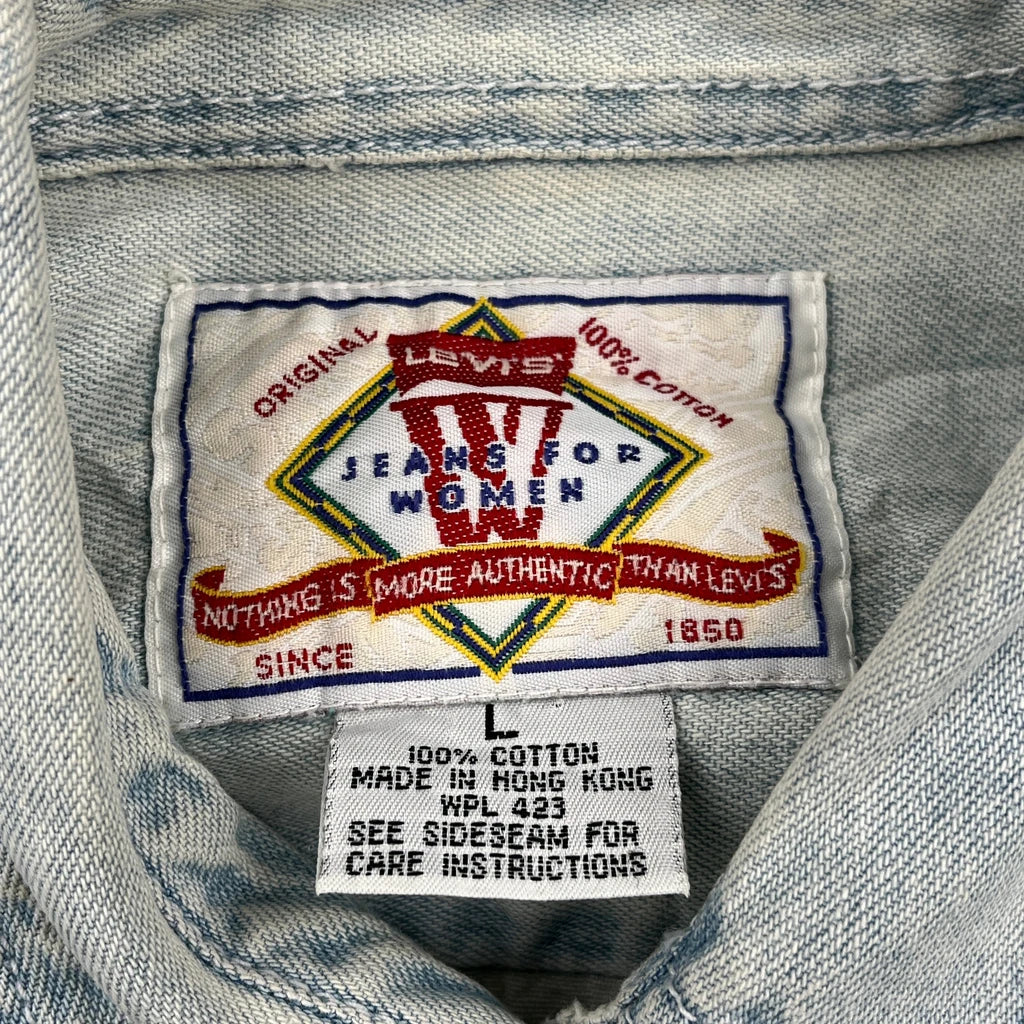 ORIGINAL
LEVI'S
100% COTTON
W
JEANS FOR
WOMEN
NOTHING IS MORE AUTHENTIC THAN LEVI'S
SINCE 1850
L
100% COTTON
MADE IN HONG KONG
WPL 423
SEE SIDESEAM FOR
CARE INSTRUCTIONS